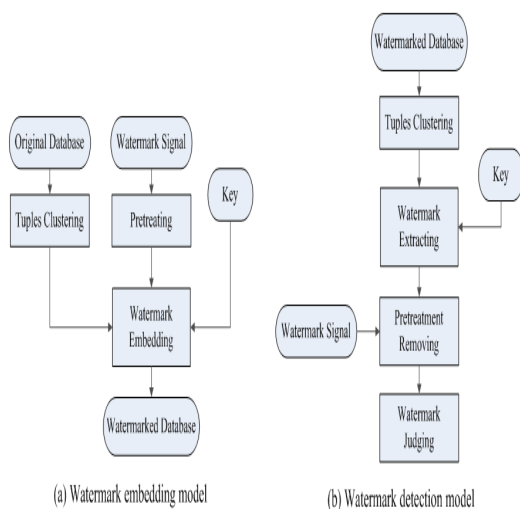 Original Database
Watermark Signal
Key
Tuples Clustering
Pretreating
Watermark
Embedding
Watermarked Database
(a) Watermark embedding model
Watermarked Database
Tuples Clustering
Key
Watermark
Extracting
Watermark Signal
Pretreatment
Removing
Watermark
Judging
(b) Watermark detection model